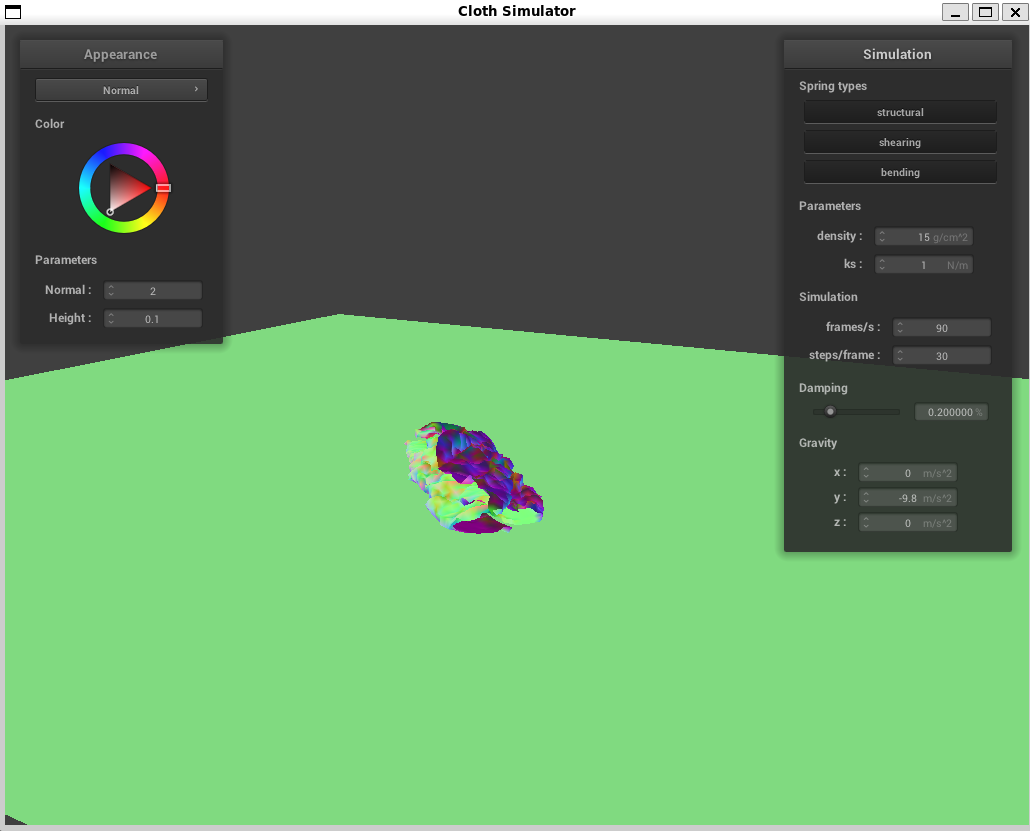 Cloth Simulator
Appearance
Normal
Color
Parameters
Normal : 2
Height : 0.1
Simulation
Spring types
structural
shearing
bending
Parameters
density : 15 g/cm^2
ks : 1 N/m
Simulation
frames/s : 90
steps/frame : 30
Damping
0.200000 %
Gravity
x : 0 m/s^2
y : -9.8 m/s^2
z : 0 m/s^2